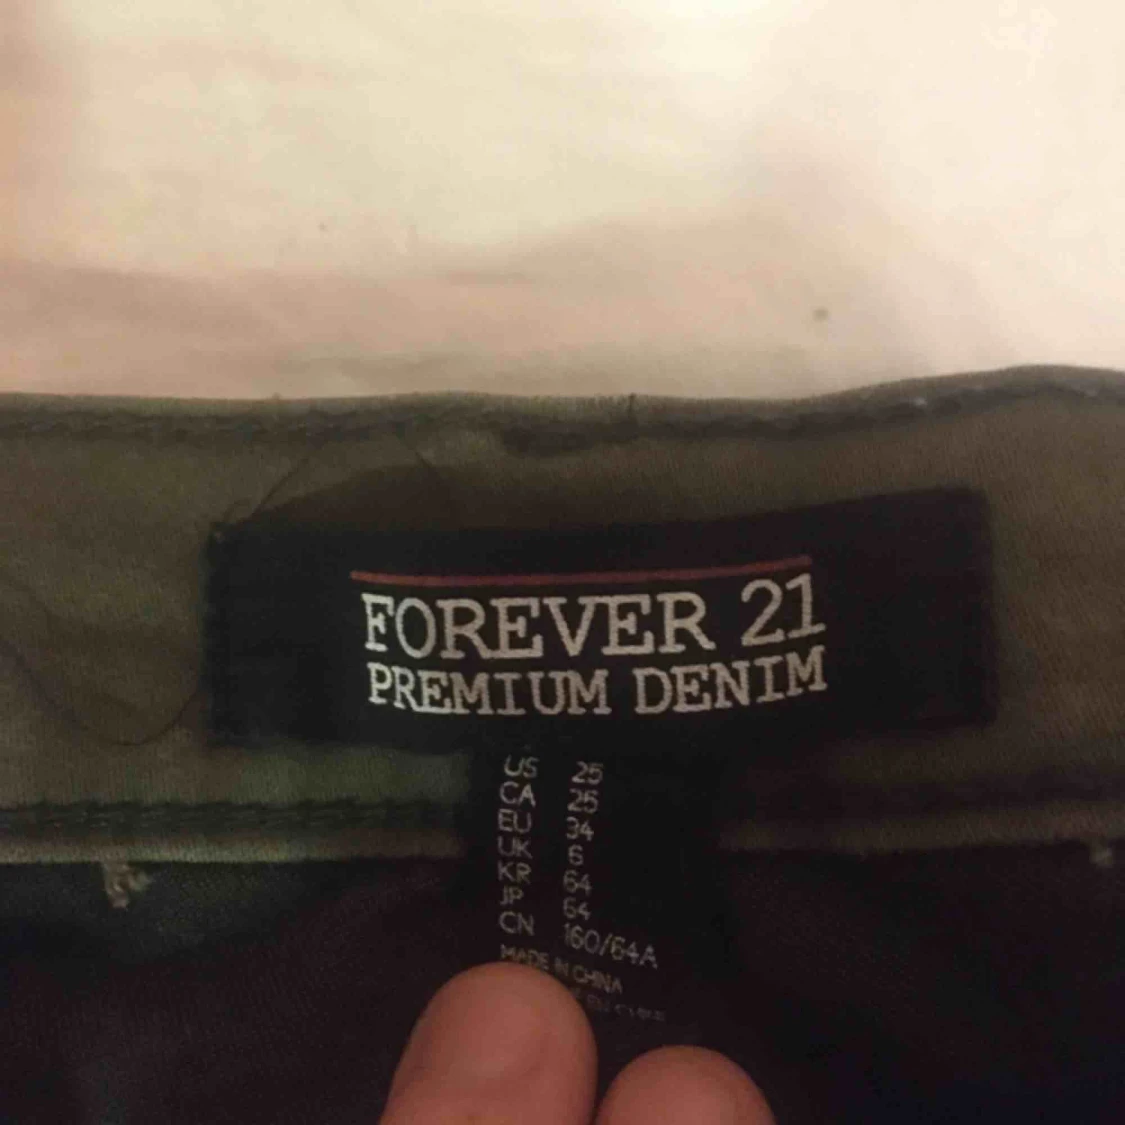 FOREVER 21
PREMIUM DENIM
US 25
CA 25
EU 34
UK 6
KR 64
JP 64
CN 160/64A
MADE IN CHINA